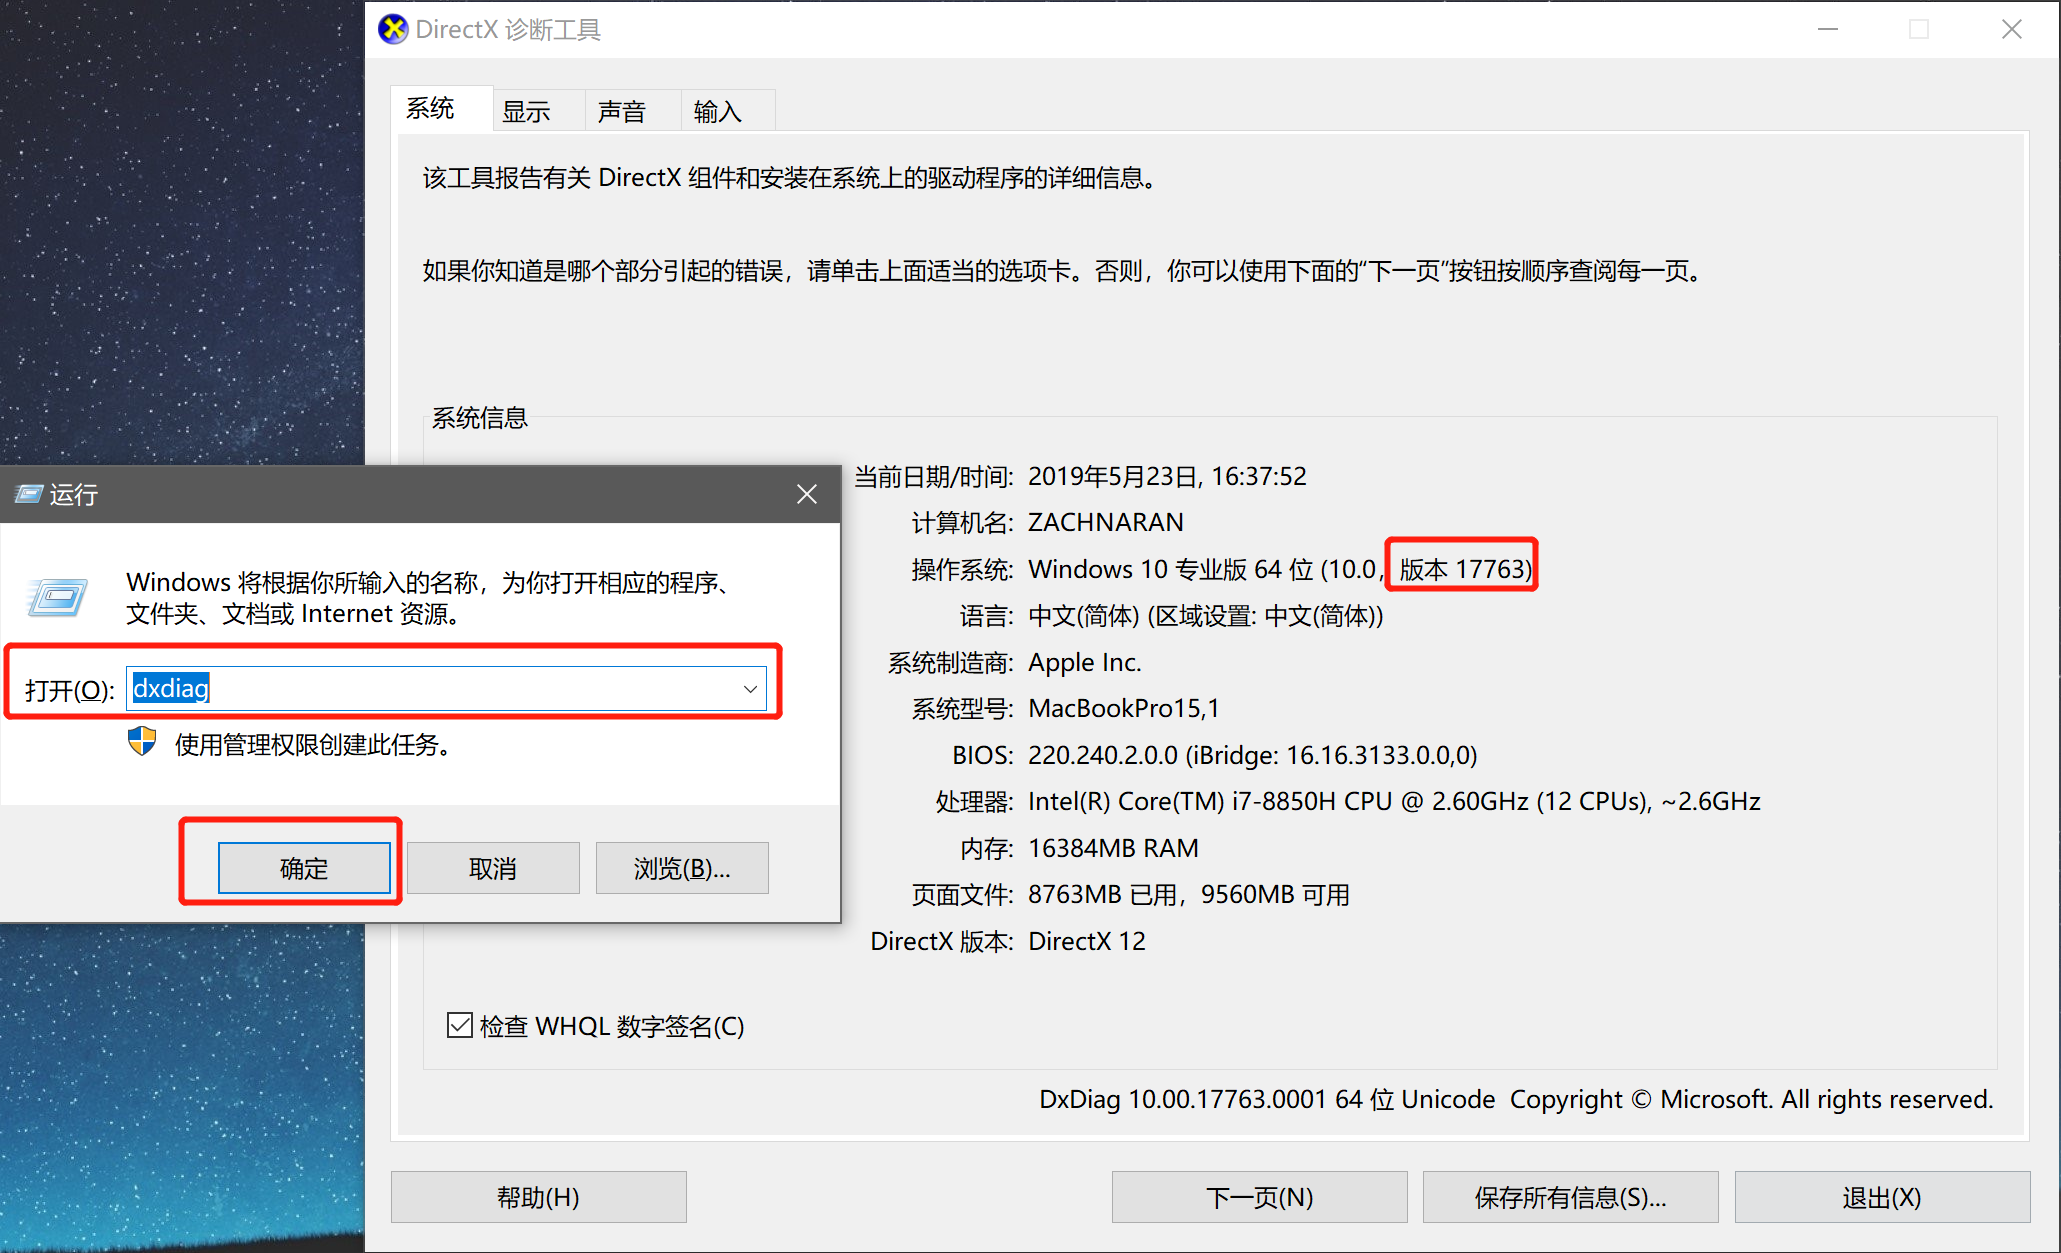 DirectX 诊断工具
系统
显示
声音
输入
该工具报告有关 DirectX 组件和安装在系统上的驱动程序的详细信息。
如果你知道是哪个部分引起的错误，请单击上面适当的选项卡。否则，你可以使用下面的“下一页”按钮按顺序查阅每一页。
系统信息
当前日期/时间: 2019年5月23日, 16:37:52
计算机名: ZACHNARAN
操作系统: Windows 10 专业版 64 位 (10.0, 版本 17763)
语言: 中文(简体) (区域设置: 中文(简体))
系统制造商: Apple Inc.
系统型号: MacBookPro15,1
BIOS: 220.240.2.0.0 (iBridge: 16.16.3133.0.0,0)
处理器: Intel(R) Core(TM) i7-8850H CPU @ 2.60GHz (12 CPUs), ~2.6GHz
内存: 16384MB RAM
页面文件: 8763MB 已用，9560MB 可用
DirectX 版本: DirectX 12
检查 WHQL 数字签名(C)
DxDiag 10.00.17763.0001 64 位 Unicode Copyright © Microsoft. All rights reserved.
帮助(H)
下一页(N)
保存所有信息(S)...
退出(X)
运行
Windows 将根据你所输入的名称，为你打开相应的程序、
文件夹、文档或 Internet 资源。
打开(O): dxdiag
使用管理权限创建此任务。
确定
取消
浏览(B)...